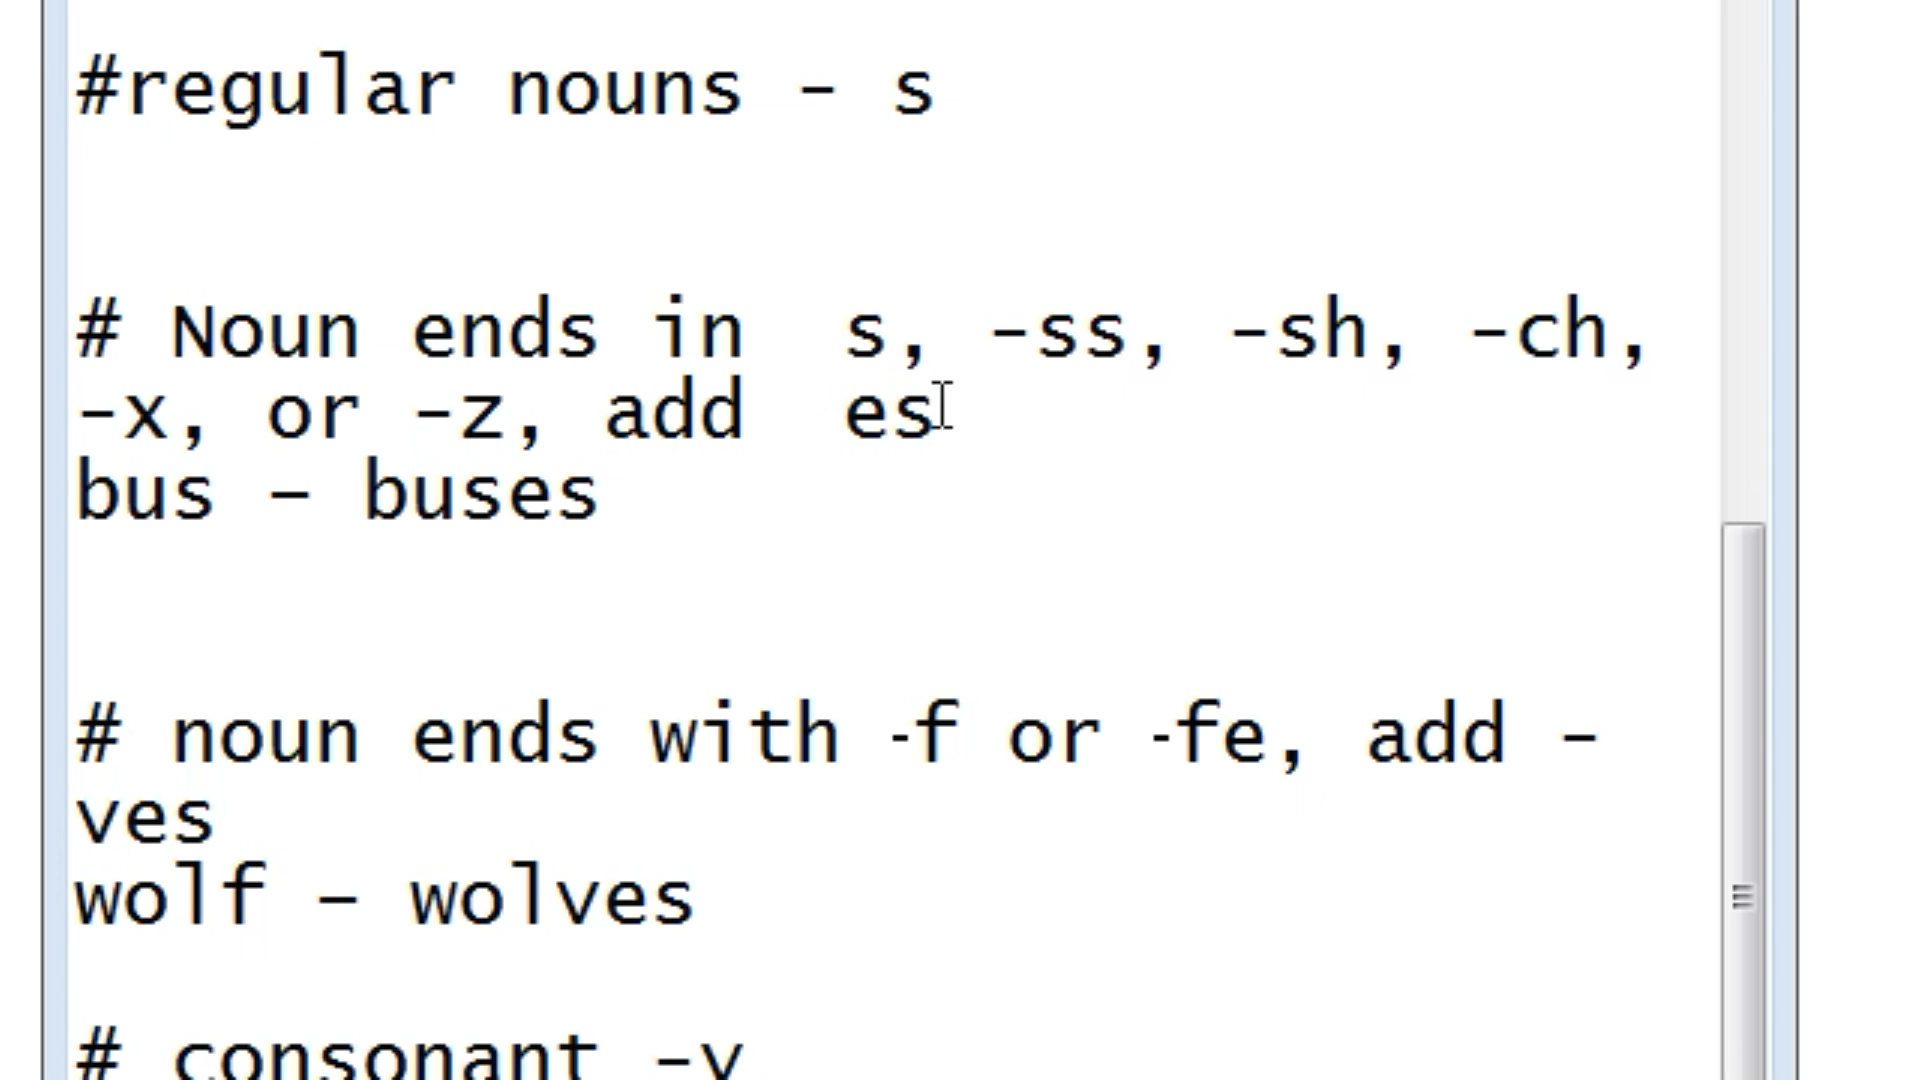 #regular nouns - s
# Noun ends in  s, -ss, -sh, -ch,
-x, or -z, add  es
bus – buses
# noun ends with ‑f or ‑fe, add -
ves
wolf – wolves
# consonant -y